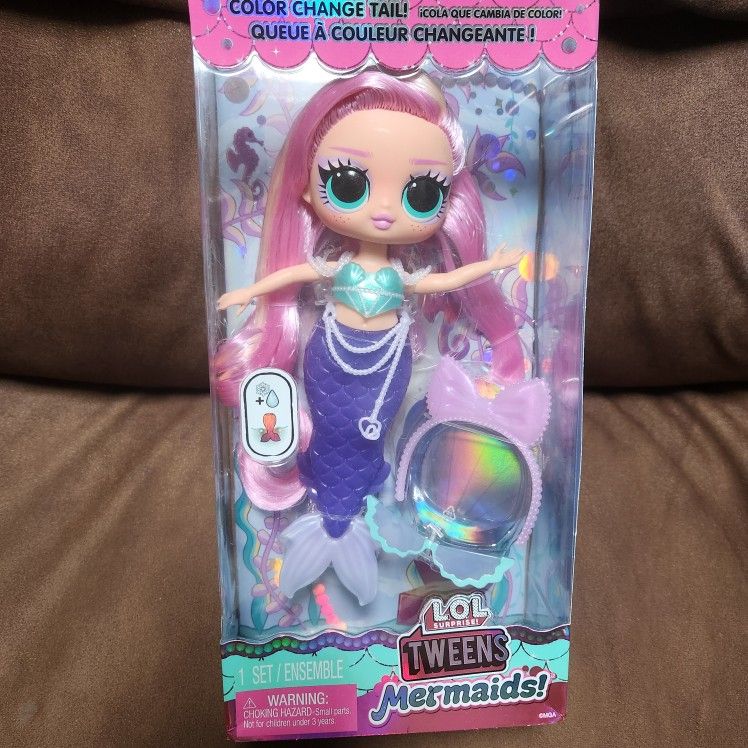 COLOR CHANGE TAIL! ¡COLA QUE CAMBIA DE COLOR!
QUEUE À COULEUR CHANGEANTE !
+
LOL
SURPRISE!
TWEENS
Mermaids!
1 SET / ENSEMBLE
WARNING:
CHOKING HAZARD-Small parts.
Not for children under 3 years.
©MGA